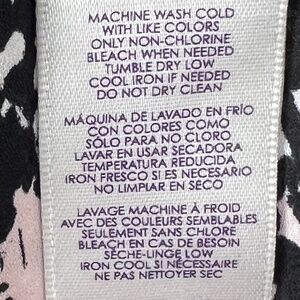 MACHINE WASH COLD
WITH LIKE COLORS
ONLY NON-CHLORINE
BLEACH WHEN NEEDED
TUMBLE DRY LOW
COOL IRON IF NEEDED
DO NOT DRY CLEAN
MÁQUINA DE LAVADO EN FRÍO
CON COLORES COMO
SÓLO PARA NO CLORO
LAVAR EN USAR SECADORA
TEMPERATURA REDUCIDA
IRON FRESCO SI ES NECESARIO
NO LIMPIAR EN SECO
LAVAGE MACHINE À FROID
AVEC DE COULEURS SEMBLABLES
SEULEMENT SANS CHLORE
BLEACH EN CAS DE BESOIN
SÈCHE-LINGE LOW
IRON COOL SI NÉCESSAIRE
NE PAS NETTOYER SEC